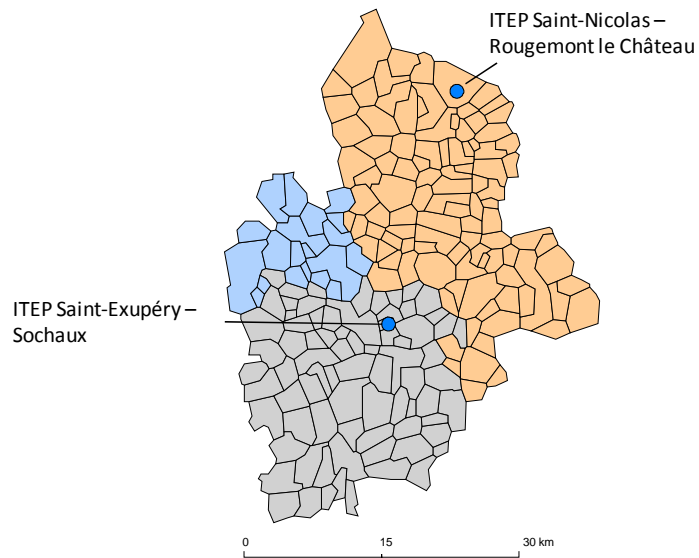 ITEP Saint-Nicolas –
Rougemont le Château
ITEP Saint-Exupéry –
Sochaux
0
15
30 km